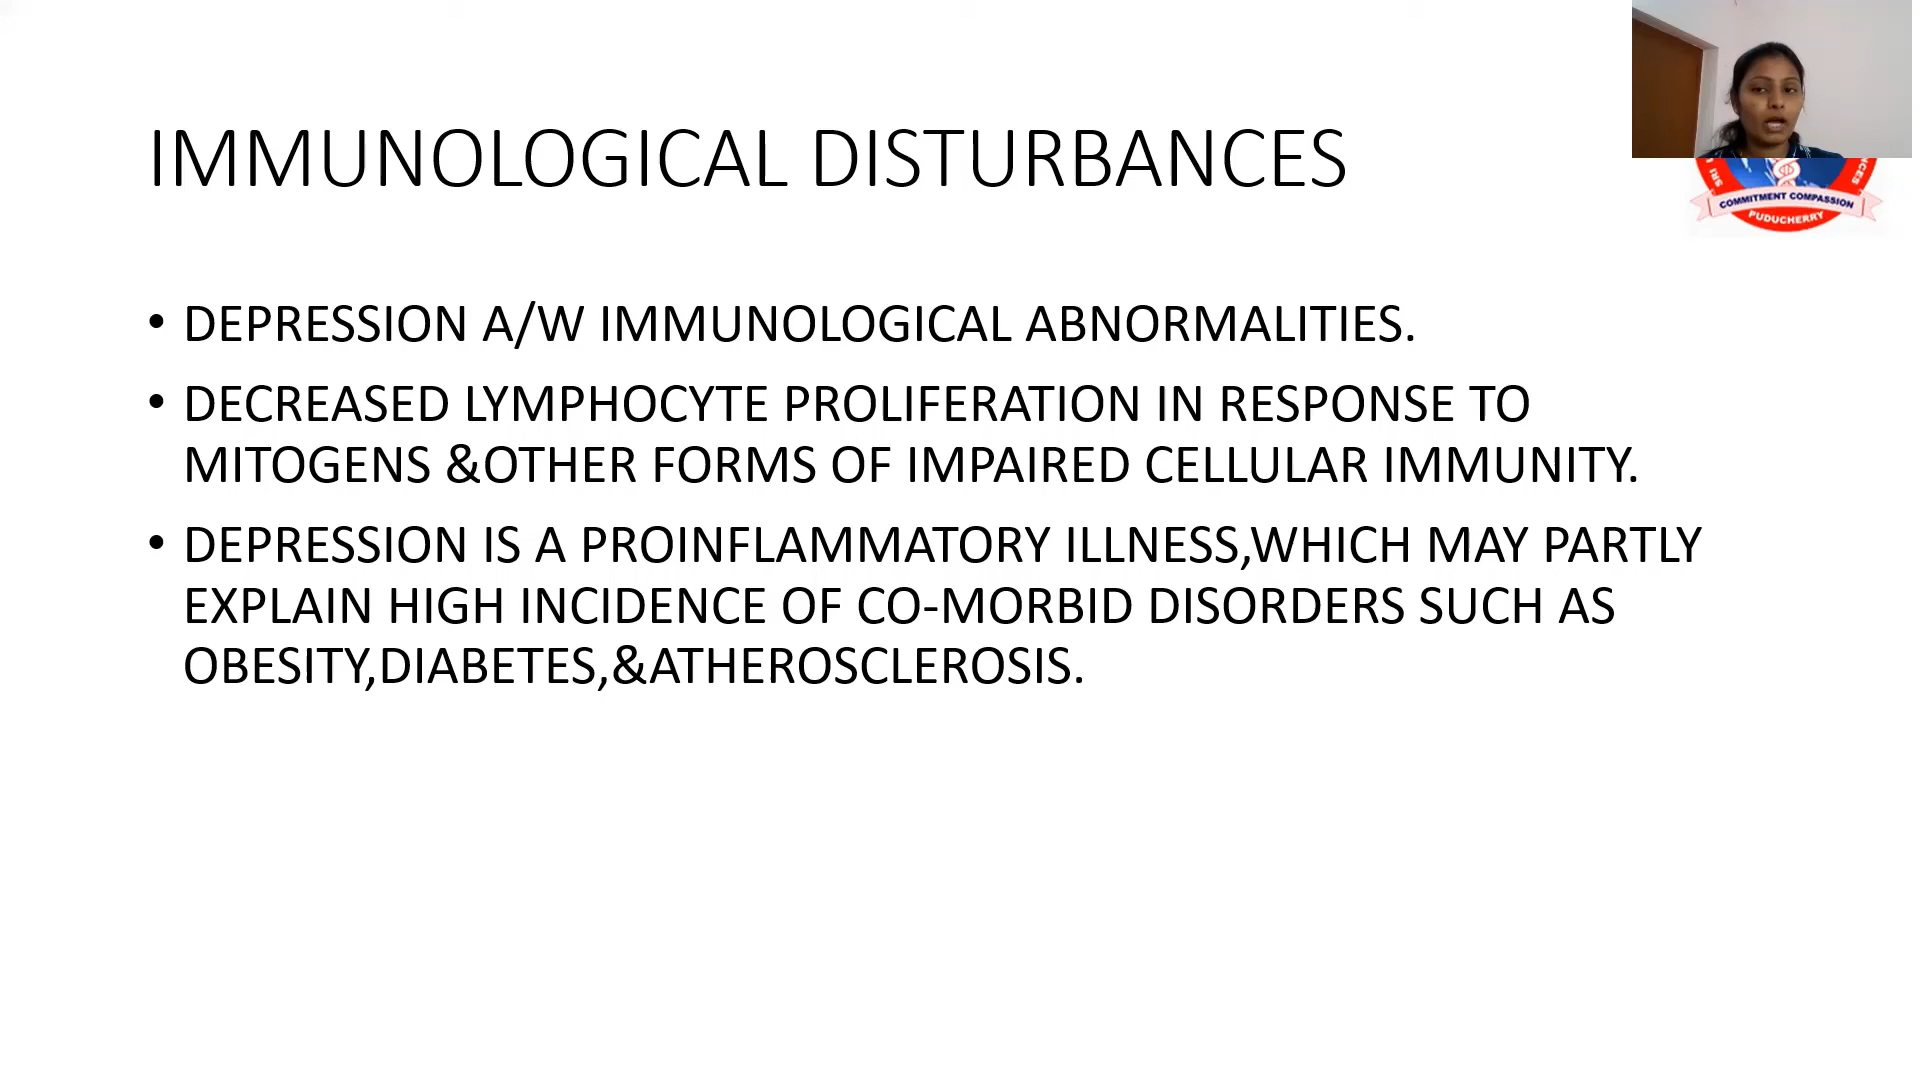 IMMUNOLOGICAL DISTURBANCES
SRI
NCES
COMMITMENT COMPASSION
PUDUCHERRY
• DEPRESSION A/W IMMUNOLOGICAL ABNORMALITIES.
• DECREASED LYMPHOCYTE PROLIFERATION IN RESPONSE TO
MITOGENS &OTHER FORMS OF IMPAIRED CELLULAR IMMUNITY.
• DEPRESSION IS A PROINFLAMMATORY ILLNESS,WHICH MAY PARTLY
EXPLAIN HIGH INCIDENCE OF CO-MORBID DISORDERS SUCH AS
OBESITY,DIABETES,&ATHEROSCLEROSIS.